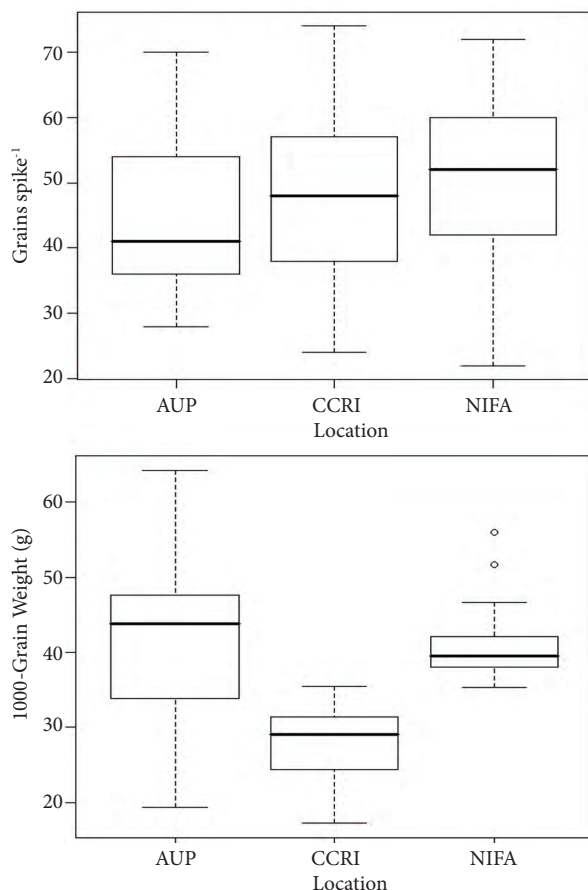 Grains spike⁻¹
70
60
50
40
30
20
AUP CCRI NIFA
Location
1000-Grain Weight (g)
60
50
40
30
20
AUP CCRI NIFA
Location